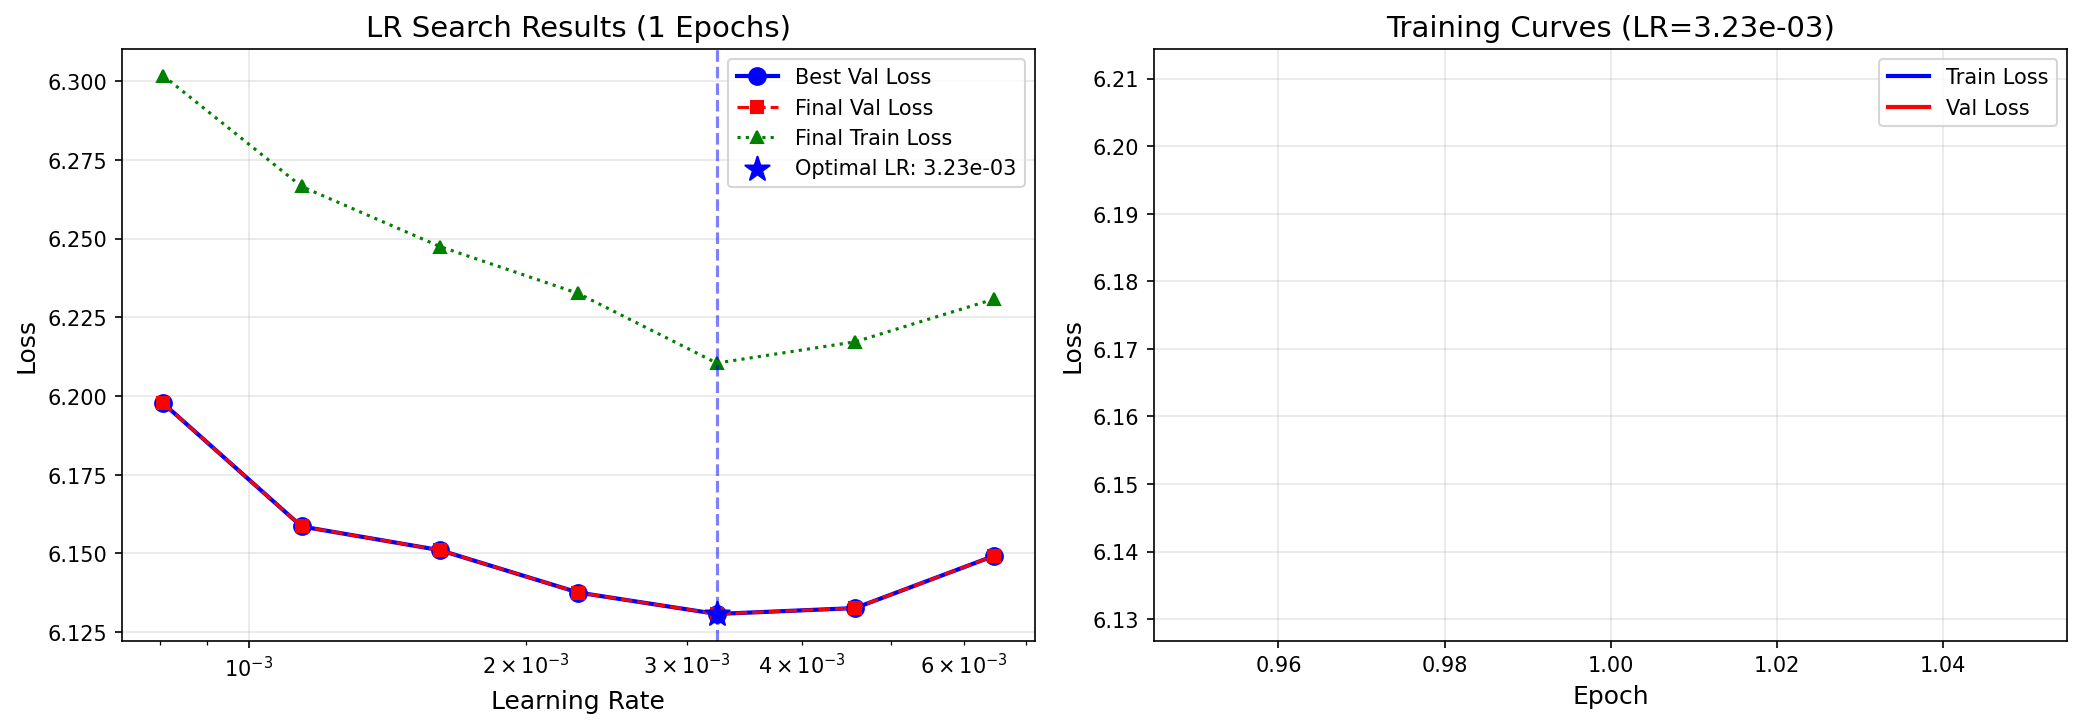 LR Search Results (1 Epochs)
Loss
6.300
6.275
6.250
6.225
6.200
6.175
6.150
6.125
Best Val Loss
Final Val Loss
Final Train Loss
Optimal LR: 3.23e-03
10⁻³
2 × 10⁻³
3 × 10⁻³
4 × 10⁻³
6 × 10⁻³
Learning Rate
Training Curves (LR=3.23e-03)
Loss
6.21
6.20
6.19
6.18
6.17
6.16
6.15
6.14
6.13
Train Loss
Val Loss
0.96
0.98
1.00
1.02
1.04
Epoch